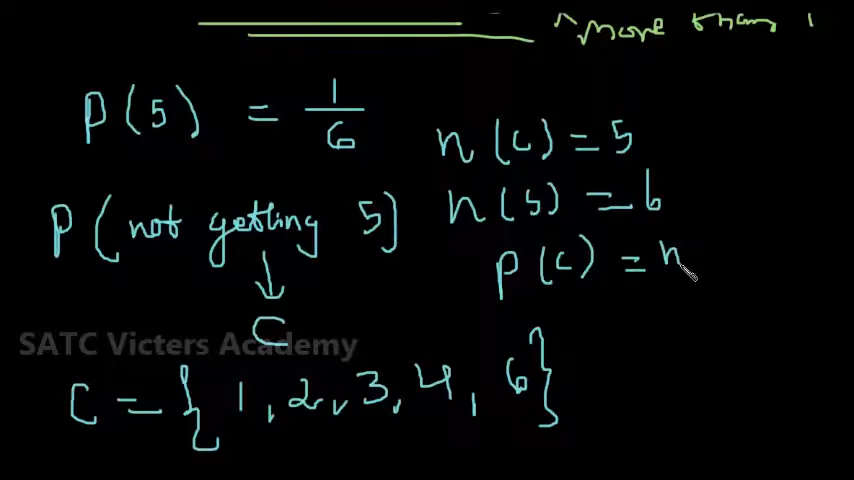 more than 1
P(5) = 1/6
n(C) = 5
P(not getting 5)
n(S) = 6
P(C) = n
C
SATC Victers Academy
C = {1, 2, 3, 4, 6}